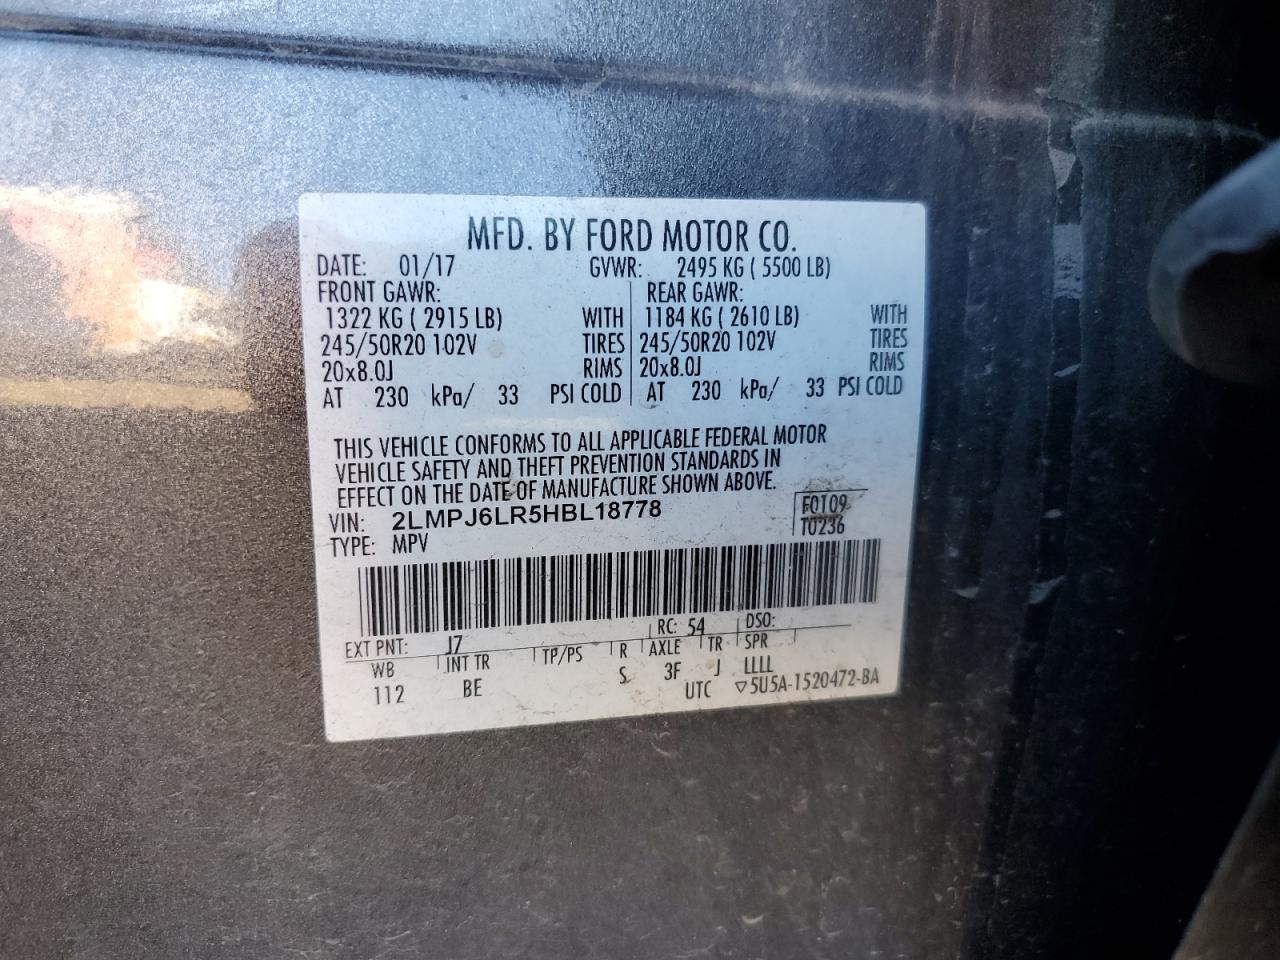 MFD. BY FORD MOTOR CO.
DATE: 01/17 GVWR: 2495 KG ( 5500 LB)
FRONT GAWR: REAR GAWR:
1322 KG ( 2915 LB) WITH 1184 KG ( 2610 LB) WITH
245/50R20 102V TIRES 245/50R20 102V TIRES
20x8.0J RIMS 20x8.0J RIMS
AT 230 kPa/ 33 PSI COLD AT 230 kPa/ 33 PSI COLD
THIS VEHICLE CONFORMS TO ALL APPLICABLE FEDERAL MOTOR
VEHICLE SAFETY AND THEFT PREVENTION STANDARDS IN
EFFECT ON THE DATE OF MANUFACTURE SHOWN ABOVE.
VIN: 2LMPJ6LR5HBL18778 F0109
TYPE: MPV T0236
EXT PNT: J7 RC: 54 DSO:
WB INT TR TP/PS R AXLE TR SPR
112 BE S 3F J LLLL
UTC ▽5U5A-1520472-BA